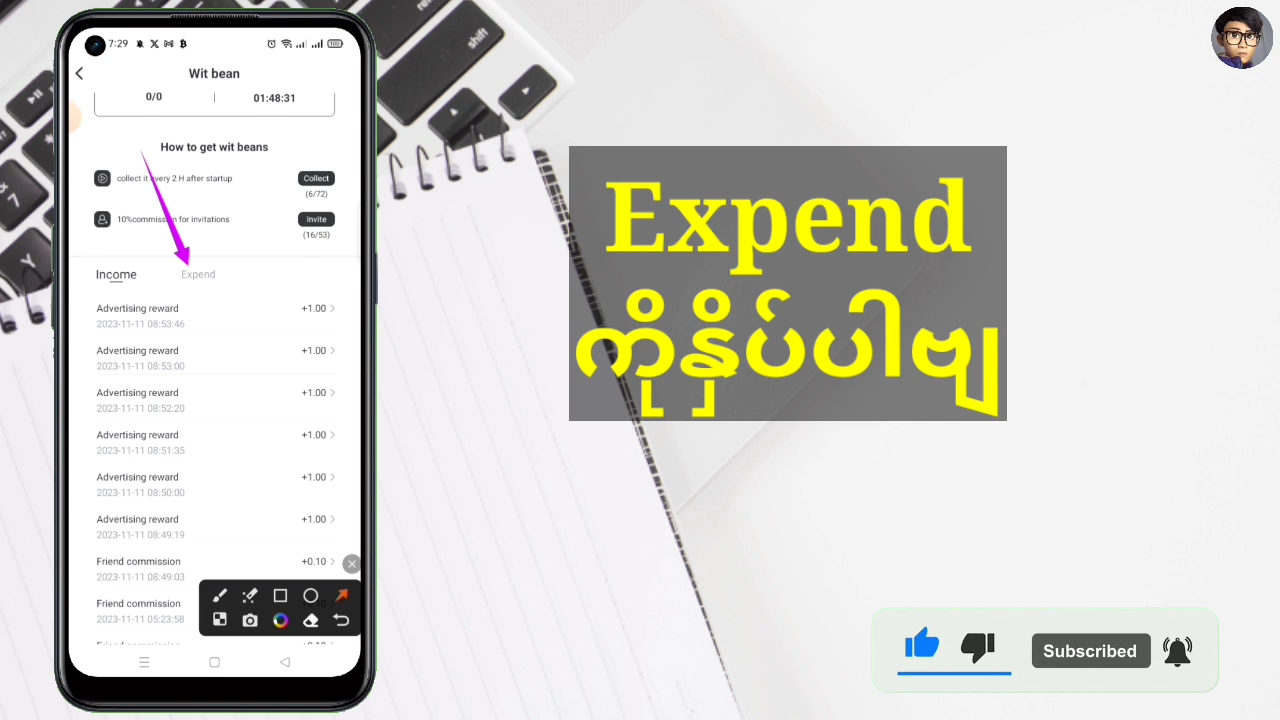 7:29
100
Wit bean
0/0
01:48:31
How to get wit beans
collect it every 2 H after startup
Collect
(6/72)
10%commission for invitations
Invite
(16/53)
Income
Expend
Advertising reward
+1.00
2023-11-11 08:53:46
Advertising reward
+1.00
2023-11-11 08:53:00
Advertising reward
+1.00
2023-11-11 08:52:20
Advertising reward
+1.00
2023-11-11 08:51:35
Advertising reward
+1.00
2023-11-11 08:50:00
Advertising reward
+1.00
2023-11-11 08:49:19
Friend commission
+0.10
2023-11-11 08:49:03
Friend commission
2023-11-11 05:23:58
shift
Expend
ကိုနှိပ်ပါဗျ
Subscribed